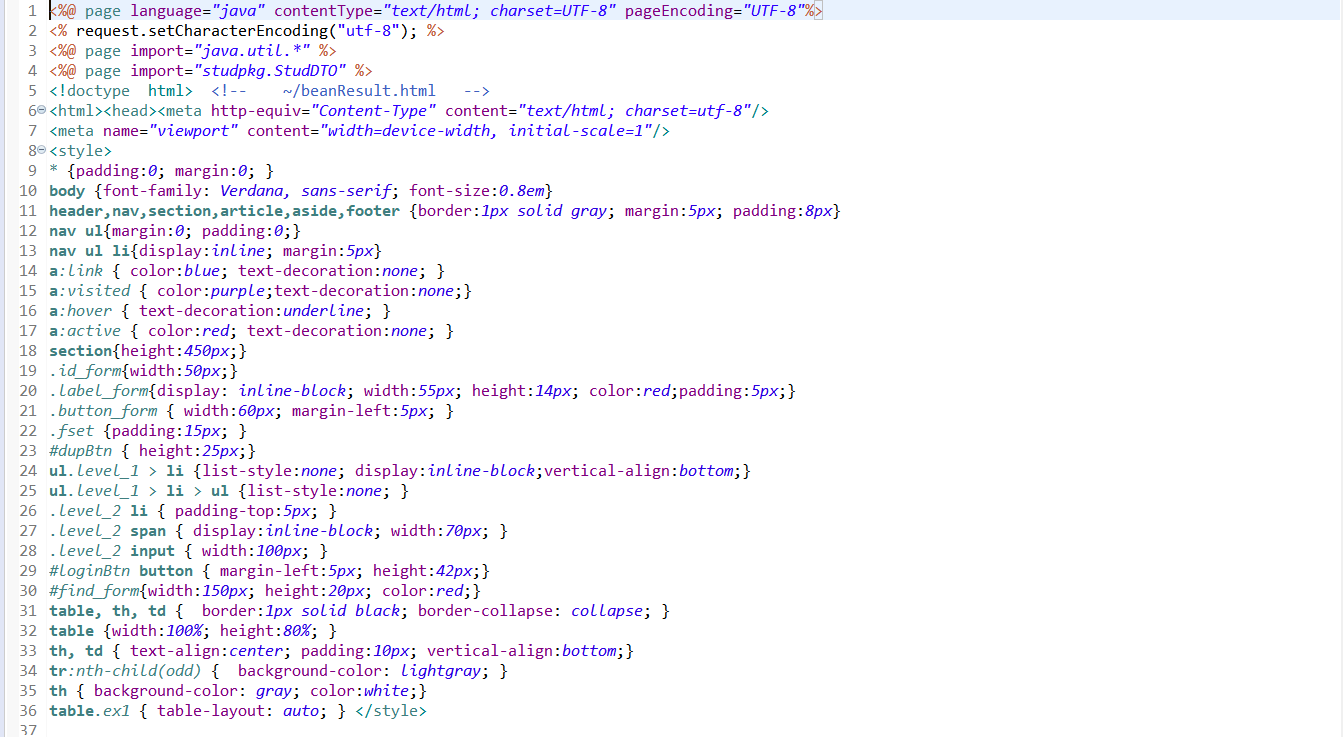 1 <%@ page language="java" contentType="text/html; charset=UTF-8" pageEncoding="UTF-8"%>
2 <% request.setCharacterEncoding("utf-8"); %>
3 <%@ page import="java.util.*" %>
4 <%@ page import="studpkg.StudDTO" %>
5 <!doctype  html>  <!--    ~/beanResult.html   -->
6 <html><head><meta http-equiv="Content-Type" content="text/html; charset=utf-8"/>
7 <meta name="viewport" content="width=device-width, initial-scale=1"/>
8 <style>
9 * {padding:0; margin:0; }
10 body {font-family: Verdana, sans-serif; font-size:0.8em}
11 header,nav,section,article,aside,footer {border:1px solid gray; margin:5px; padding:8px}
12 nav ul{margin:0; padding:0;}
13 nav ul li{display:inline; margin:5px}
14 a:link { color:blue; text-decoration:none; }
15 a:visited { color:purple;text-decoration:none;}
16 a:hover { text-decoration:underline; }
17 a:active { color:red; text-decoration:none; }
18 section{height:450px;}
19 .id_form{width:50px;}
20 .label_form{display: inline-block; width:55px; height:14px; color:red;padding:5px;}
21 .button_form { width:60px; margin-left:5px; }
22 .fset {padding:15px; }
23 #dupBtn { height:25px;}
24 ul.level_1 > li {list-style:none; display:inline-block;vertical-align:bottom;}
25 ul.level_1 > li > ul {list-style:none; }
26 .level_2 li { padding-top:5px; }
27 .level_2 span { display:inline-block; width:70px; }
28 .level_2 input { width:100px; }
29 #loginBtn button { margin-left:5px; height:42px;}
30 #find_form{width:150px; height:20px; color:red;}
31 table, th, td {  border:1px solid black; border-collapse: collapse; }
32 table {width:100%; height:80%; }
33 th, td { text-align:center; padding:10px; vertical-align:bottom;}
34 tr:nth-child(odd) {  background-color: lightgray; }
35 th { background-color: gray; color:white;}
36 table.ex1 { table-layout: auto; } </style>
37